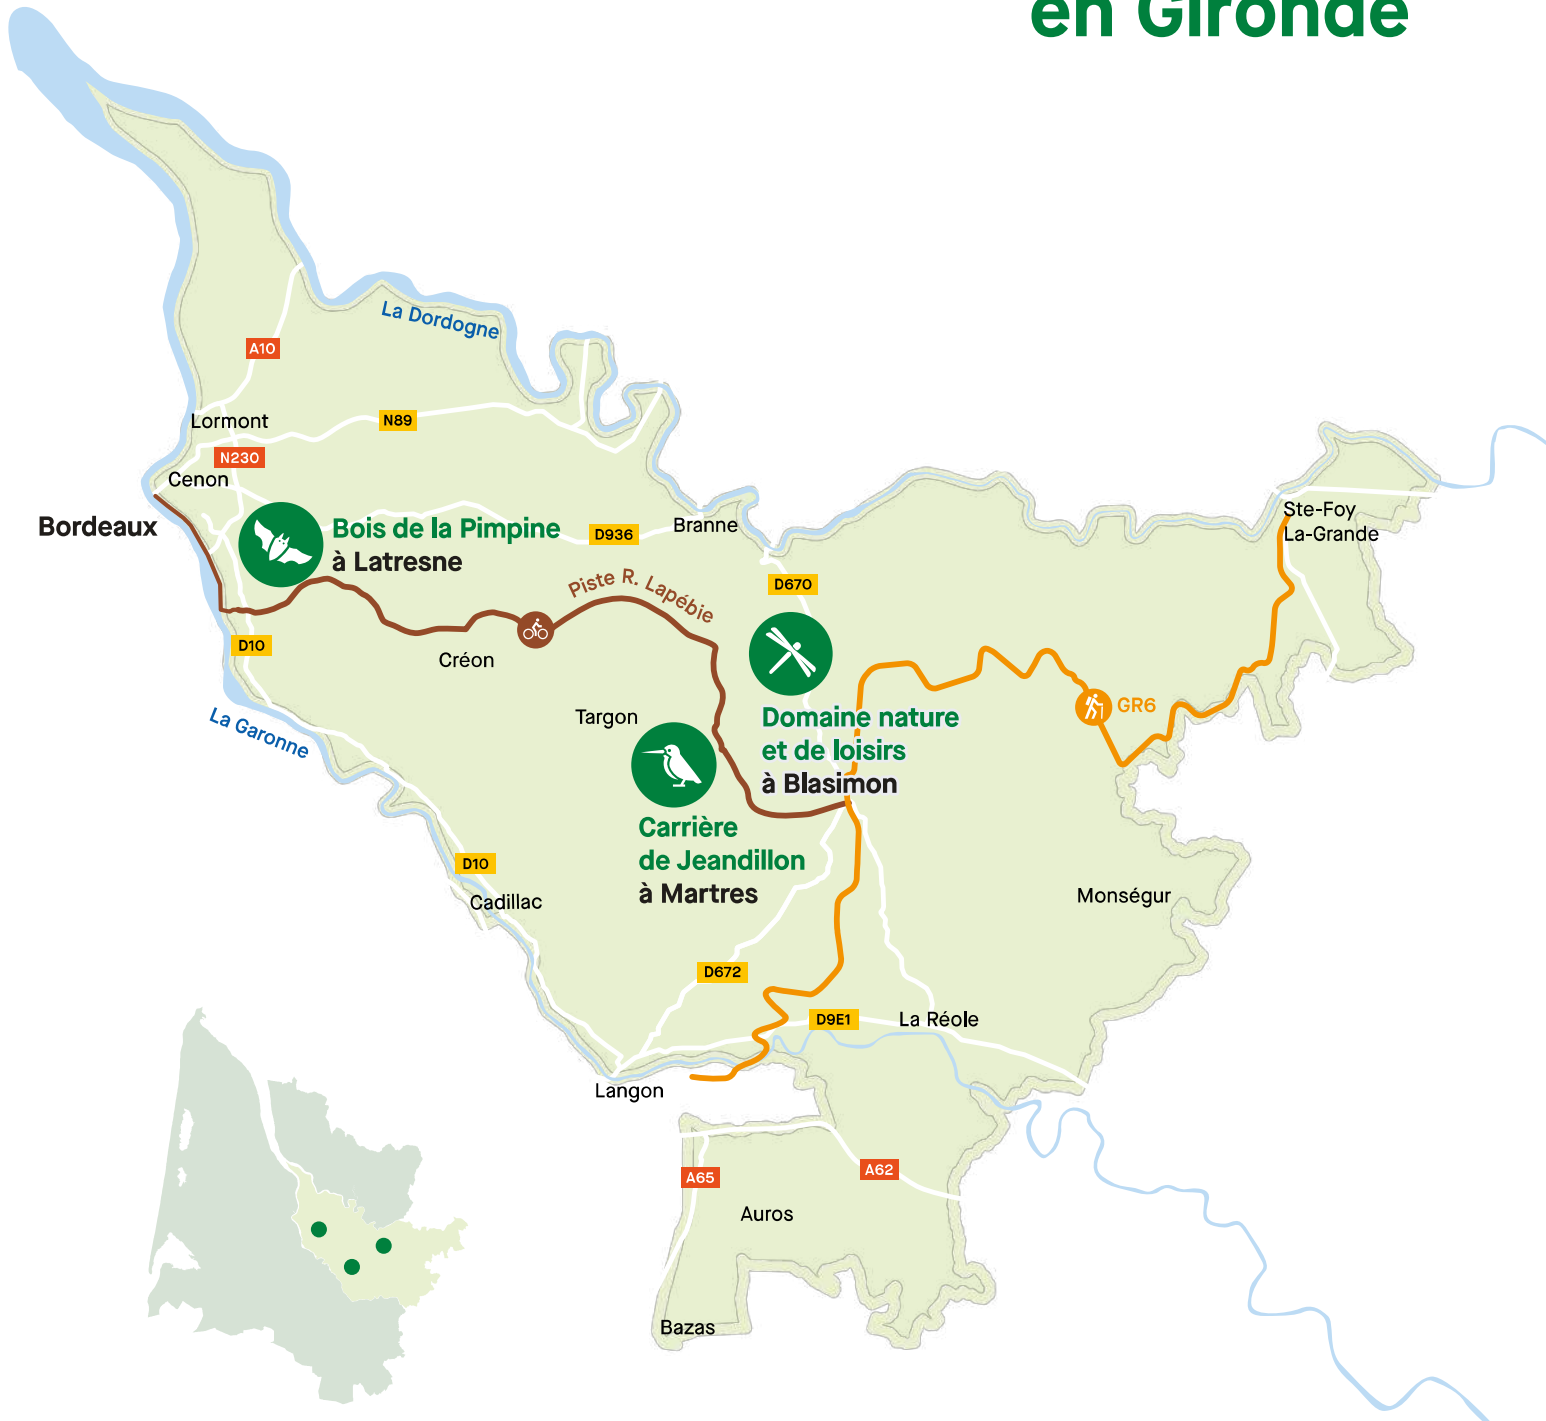 en Gironde
La Dordogne
A10
Lormont
N89
N230
Cenon
Bordeaux
Bois de la Pimpine
à Latresne
D936
Branne
Ste-Foy
La-Grande
Piste R. Lapébie
D670
D10
Créon
GR6
Targon
La Garonne
Domaine nature
et de loisirs
à Blasimon
Carrière
de Jeandillon
à Martres
D10
Cadillac
Monségur
D672
D9E1
La Réole
Langon
A65
A62
Auros
Bazas